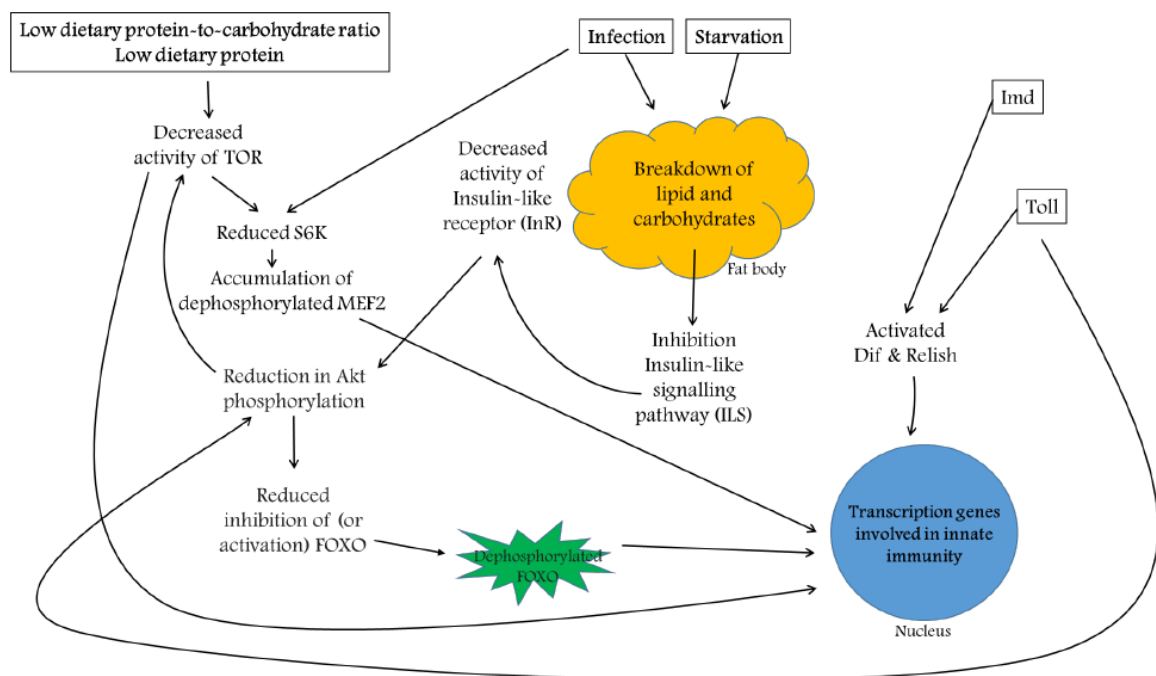 Low dietary protein-to-carbohydrate ratio
Low dietary protein
Infection
Starvation
Imd
Toll
Decreased
activity of TOR
Decreased
activity of
Insulin-like
receptor (InR)
Breakdown of
lipid and
carbohydrates
Fat body
Reduced S6K
Accumulation of
dephosphorylated MEF2
Inhibition
Insulin-like
signalling
pathway (ILS)
Activated
Dif & Relish
Reduction in Akt
phosphorylation
Reduced
inhibition of (or
activation) FOXO
Dephosphorylated
FOXO
Transcription genes
involved in innate
immunity
Nucleus